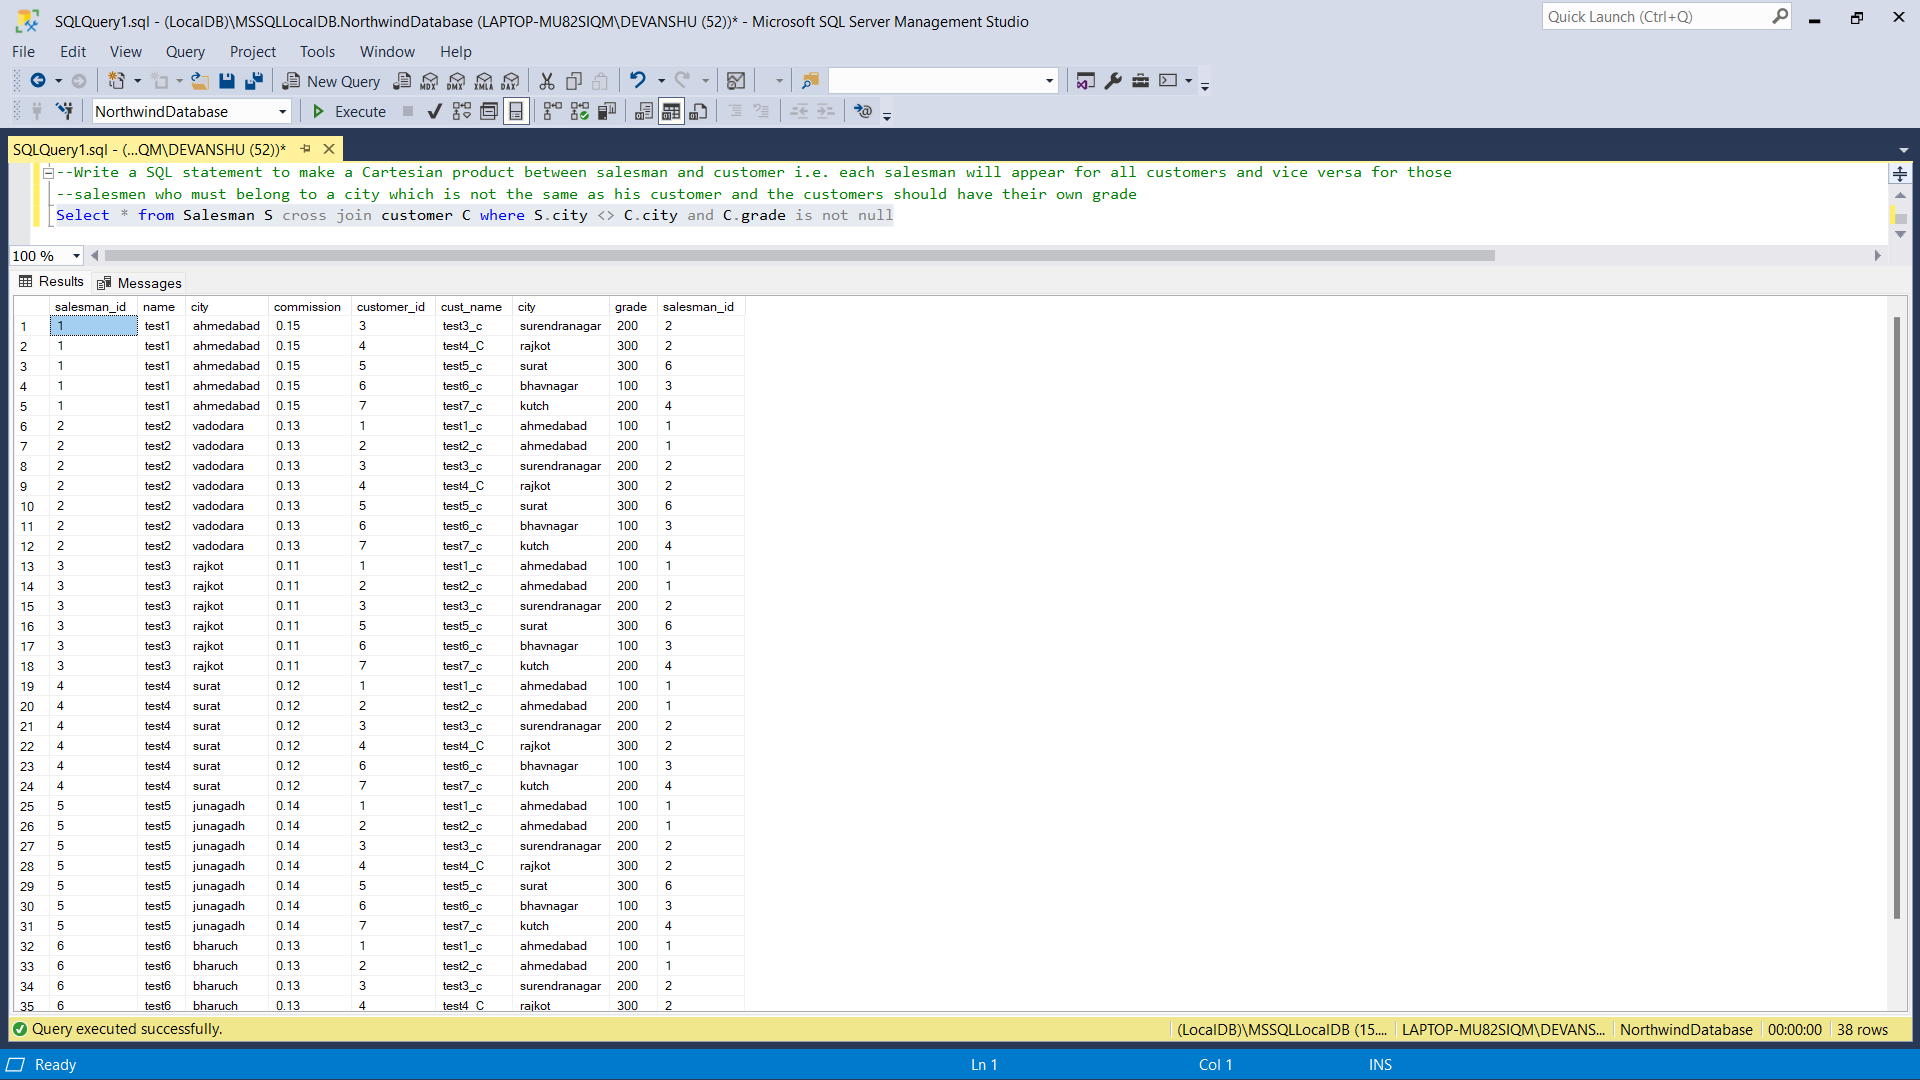 SQLQuery1.sql - (LocalDB)\MSSQLLocalDB.NorthwindDatabase (LAPTOP-MU82SIQM\DEVANSHU (52))* - Microsoft SQL Server Management Studio
Quick Launch (Ctrl+Q)
File Edit View Query Project Tools Window Help
New Query MDX DMX XMLA DAX
NorthwindDatabase Execute
SQLQuery1.sql - (...QM\DEVANSHU (52))*
--Write a SQL statement to make a Cartesian product between salesman and customer i.e. each salesman will appear for all customers and vice versa for those
--salesmen who must belong to a city which is not the same as his customer and the customers should have their own grade
Select * from Salesman S cross join customer C where S.city <> C.city and C.grade is not null
100 %
Results Messages
salesman_id name city commission customer_id cust_name city grade salesman_id
1 1 test1 ahmedabad 0.15 3 test3_c surendranagar 200 2
2 1 test1 ahmedabad 0.15 4 test4_C rajkot 300 2
3 1 test1 ahmedabad 0.15 5 test5_c surat 300 6
4 1 test1 ahmedabad 0.15 6 test6_c bhavnagar 100 3
5 1 test1 ahmedabad 0.15 7 test7_c kutch 200 4
6 2 test2 vadodara 0.13 1 test1_c ahmedabad 100 1
7 2 test2 vadodara 0.13 2 test2_c ahmedabad 200 1
8 2 test2 vadodara 0.13 3 test3_c surendranagar 200 2
9 2 test2 vadodara 0.13 4 test4_C rajkot 300 2
10 2 test2 vadodara 0.13 5 test5_c surat 300 6
11 2 test2 vadodara 0.13 6 test6_c bhavnagar 100 3
12 2 test2 vadodara 0.13 7 test7_c kutch 200 4
13 3 test3 rajkot 0.11 1 test1_c ahmedabad 100 1
14 3 test3 rajkot 0.11 2 test2_c ahmedabad 200 1
15 3 test3 rajkot 0.11 3 test3_c surendranagar 200 2
16 3 test3 rajkot 0.11 5 test5_c surat 300 6
17 3 test3 rajkot 0.11 6 test6_c bhavnagar 100 3
18 3 test3 rajkot 0.11 7 test7_c kutch 200 4
19 4 test4 surat 0.12 1 test1_c ahmedabad 100 1
20 4 test4 surat 0.12 2 test2_c ahmedabad 200 1
21 4 test4 surat 0.12 3 test3_c surendranagar 200 2
22 4 test4 surat 0.12 4 test4_C rajkot 300 2
23 4 test4 surat 0.12 6 test6_c bhavnagar 100 3
24 4 test4 surat 0.12 7 test7_c kutch 200 4
25 5 test5 junagadh 0.14 1 test1_c ahmedabad 100 1
26 5 test5 junagadh 0.14 2 test2_c ahmedabad 200 1
27 5 test5 junagadh 0.14 3 test3_c surendranagar 200 2
28 5 test5 junagadh 0.14 4 test4_C rajkot 300 2
29 5 test5 junagadh 0.14 5 test5_c surat 300 6
30 5 test5 junagadh 0.14 6 test6_c bhavnagar 100 3
31 5 test5 junagadh 0.14 7 test7_c kutch 200 4
32 6 test6 bharuch 0.13 1 test1_c ahmedabad 100 1
33 6 test6 bharuch 0.13 2 test2_c ahmedabad 200 1
34 6 test6 bharuch 0.13 3 test3_c surendranagar 200 2
35 6 test6 bharuch 0.13 4 test4_C rajkot 300 2
Query executed successfully. (LocalDB)\MSSQLLocalDB (15.... LAPTOP-MU82SIQM\DEVANS... NorthwindDatabase 00:00:00 38 rows
Ready Ln 1 Col 1 INS